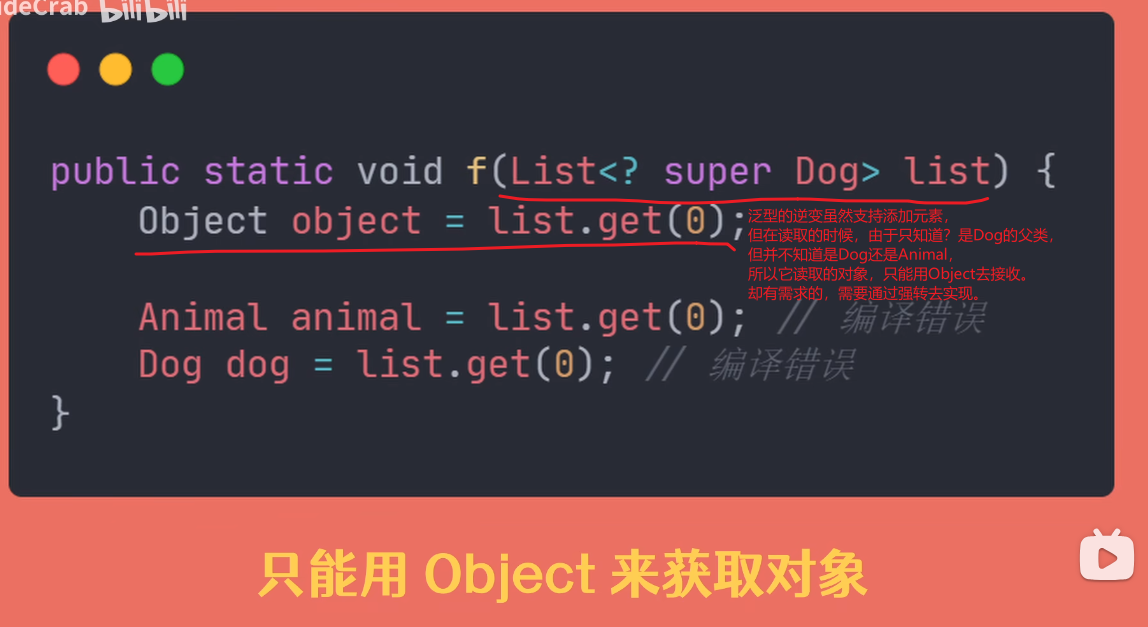 ideCrab bilibili
public static void f(List<? super Dog> list) {
Object object = list.get(0);
泛型的逆变虽然支持添加元素，
但在读取的时候，由于只知道？是Dog的父类，
但并不知道是Dog还是Animal，
所以它读取的对象，只能用Object去接收。
却有需求的，需要通过强转去实现。
Animal animal = list.get(0); // 编译错误
Dog dog = list.get(0); // 编译错误
}
只能用 Object 来获取对象